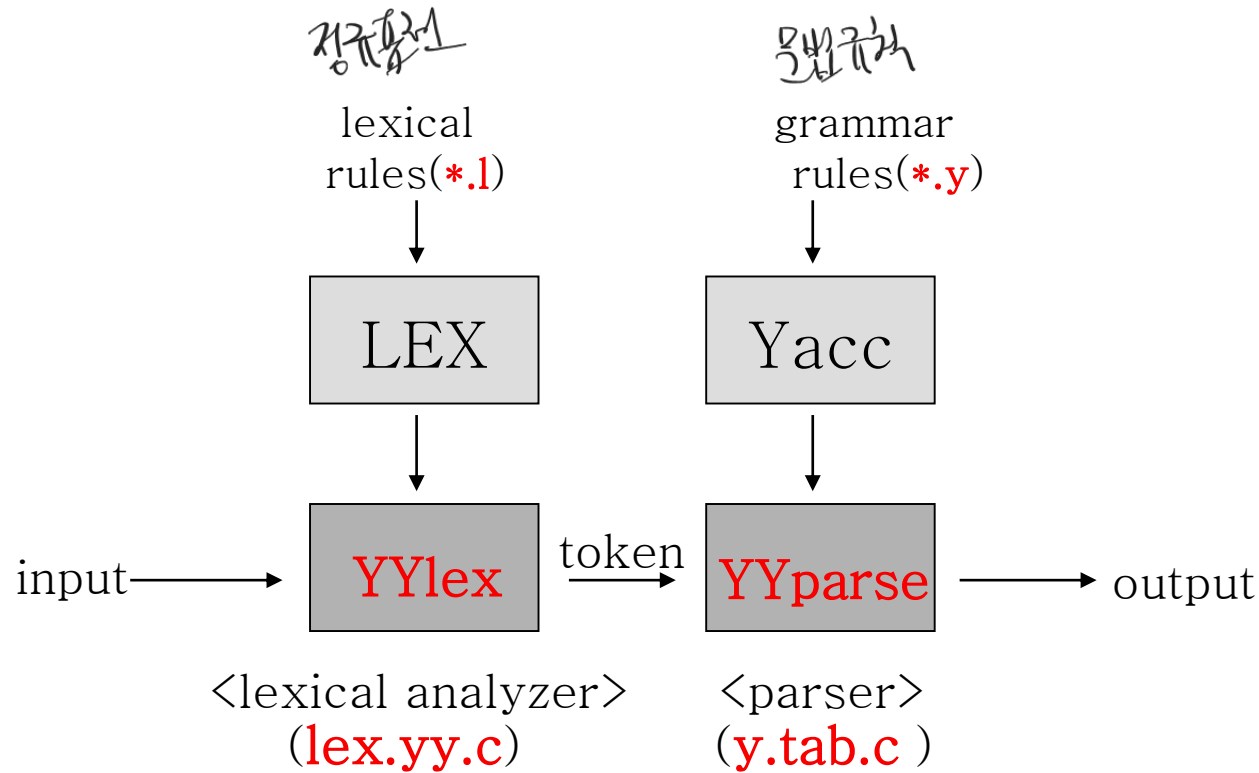 정규표현
문법규칙
lexical
rules(*.l)
grammar
rules(*.y)
LEX
Yacc
input
YYlex
token
YYparse
output
<lexical analyzer>
(lex.yy.c)
<parser>
(y.tab.c )